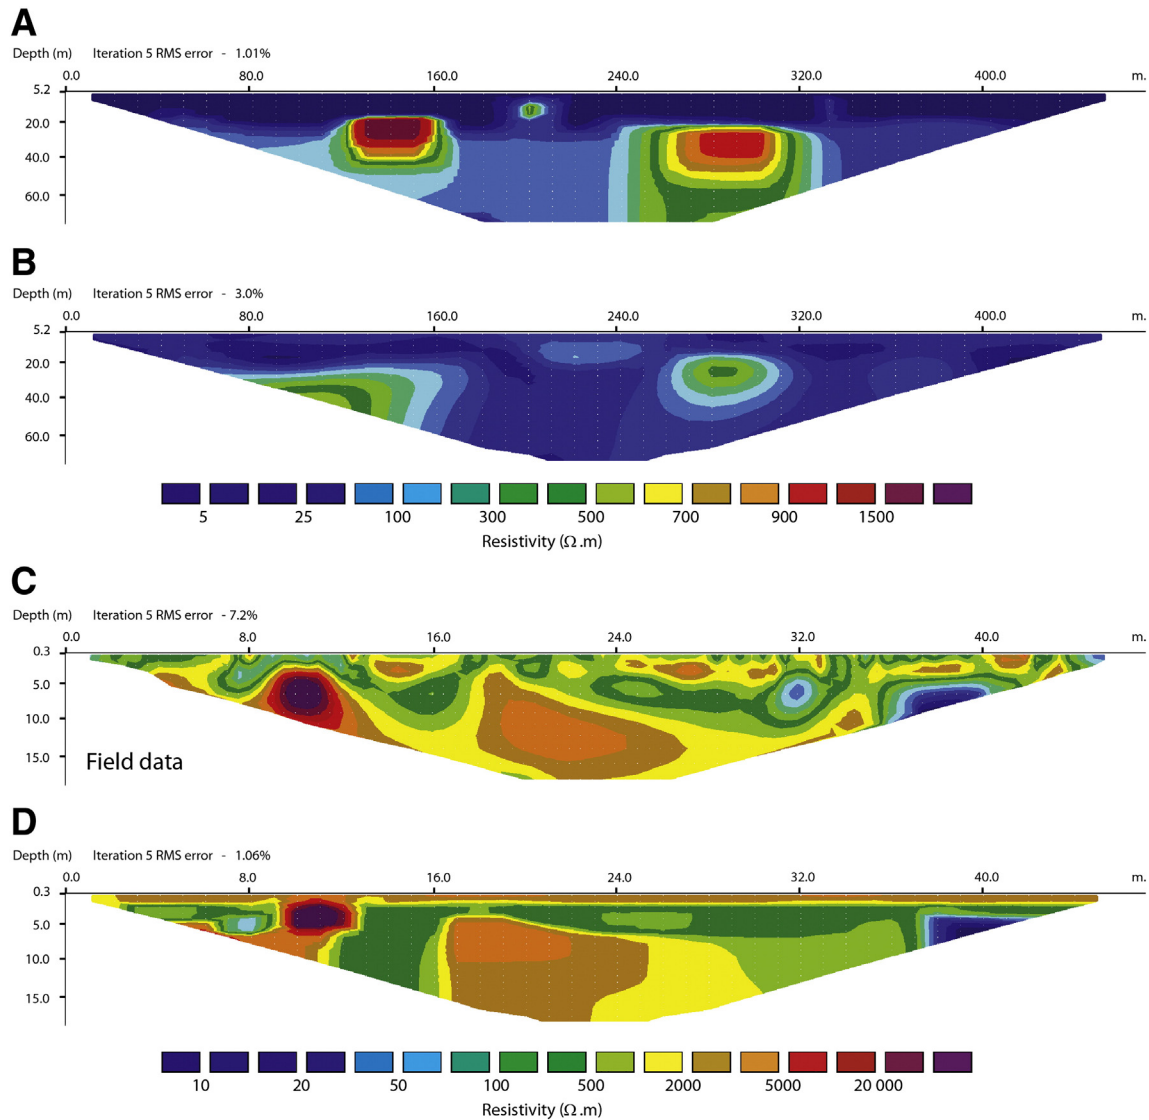 A
Depth (m) Iteration 5 RMS error - 1.01%
0.0 80.0 160.0 240.0 320.0 400.0 m.
5.2
20.0
40.0
60.0
B
Depth (m) Iteration 5 RMS error - 3.0%
0.0 80.0 160.0 240.0 320.0 400.0 m.
5.2
20.0
40.0
60.0
5 25 100 300 500 700 900 1500
Resistivity (Ω .m)
C
Depth (m) Iteration 5 RMS error - 7.2%
0.0 8.0 16.0 24.0 32.0 40.0 m.
0.3
5.0
10.0
15.0
Field data
D
Depth (m) Iteration 5 RMS error - 1.06%
0.0 8.0 16.0 24.0 32.0 40.0 m.
0.3
5.0
10.0
15.0
10 20 50 100 500 2000 5000 20 000
Resistivity (Ω .m)